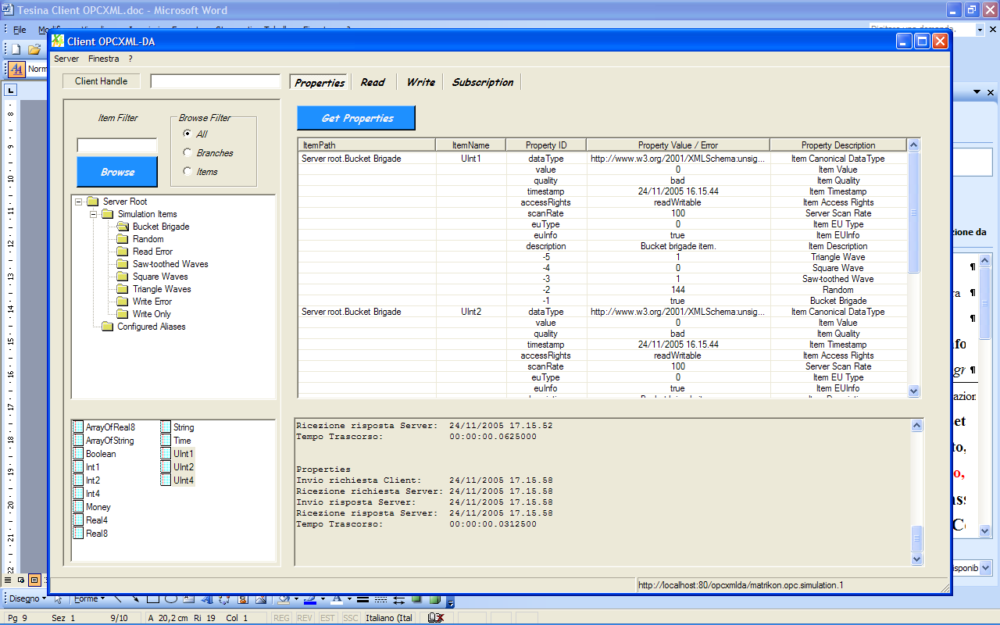 Tesina Client OPCXML.doc - Microsoft Word
File
Client OPCXML-DA
Server Finestra ?
Client Handle
Properties Read Write Subscription
Item Filter
Browse Filter
All
Branches
Items
Browse
Get Properties
ItemPath ItemName Property ID Property Value / Error Property Description
Server root.Bucket Brigade UInt1 dataType http://www.w3.org/2001/XMLSchema:unsig... Item Canonical DataType
value 0 Item Value
quality bad Item Quality
timestamp 24/11/2005 16.15.44 Item Timestamp
accessRights readWritable Item Access Rights
scanRate 100 Server Scan Rate
euType 0 Item EU Type
euInfo true Item EUInfo
description Bucket brigade item. Item Description
-5 1 Triangle Wave
-4 0 Square Wave
-3 1 Saw-toothed Wave
-2 144 Random
-1 true Bucket Brigade
Server root.Bucket Brigade UInt2 dataType http://www.w3.org/2001/XMLSchema:unsig... Item Canonical DataType
value 0 Item Value
quality bad Item Quality
timestamp 24/11/2005 16.15.44 Item Timestamp
accessRights readWritable Item Access Rights
scanRate 100 Server Scan Rate
euType 0 Item EU Type
euInfo true Item EUInfo
Server Root
Simulation Items
Bucket Brigade
Random
Read Error
Saw-toothed Waves
Square Waves
Triangle Waves
Write Error
Write Only
Configured Aliases
ArrayOfReal8 String
ArrayOfString Time
Boolean UInt1
Int1 UInt2
Int2 UInt4
Int4
Money
Real4
Real8
Ricezione risposta Server: 24/11/2005 17.15.52
Tempo Trascorso: 00:00:00.0625000
Properties
Invio richiesta Client: 24/11/2005 17.15.58
Ricezione richiesta Server: 24/11/2005 17.15.58
Invio risposta Server: 24/11/2005 17.15.58
Ricezione risposta Server: 24/11/2005 17.15.58
Tempo Trascorso: 00:00:00.0312500
http://localhost:80/opcxmlda/matrikon.opc.simulation.1
zione da
Disegno Forme
Pg 9 Sez 1 9/10 A 20,2 cm Ri 19 Col 1 REG REV EST SSC Italiano (Ital